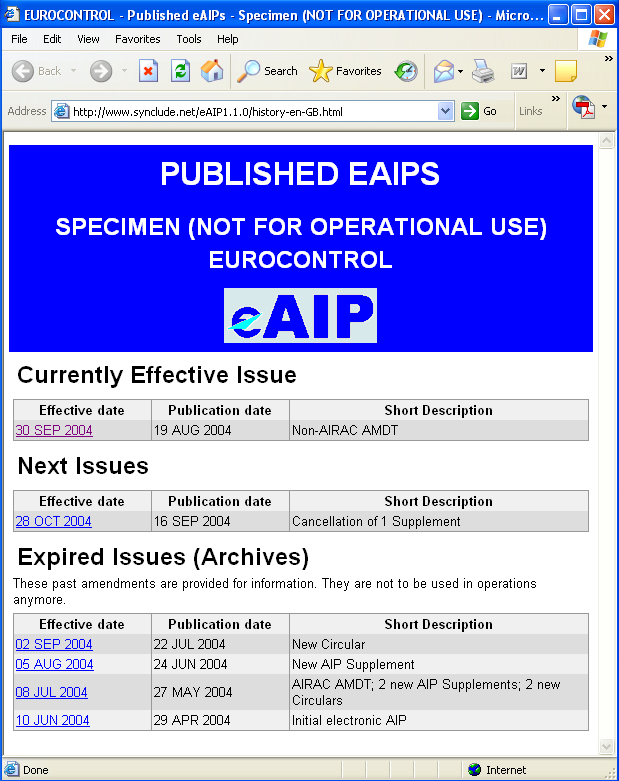 EUROCONTROL - Published eAIPs - Specimen (NOT FOR OPERATIONAL USE) - Micro...
File Edit View Favorites Tools Help
Back Search Favorites W »
Address http://www.synclude.net/eAIP1.1.0/history-en-GB.html Go Links »
PUBLISHED EAIPS
SPECIMEN (NOT FOR OPERATIONAL USE)
EUROCONTROL
eAIP
Currently Effective Issue
Effective date Publication date Short Description
30 SEP 2004 19 AUG 2004 Non-AIRAC AMDT
Next Issues
Effective date Publication date Short Description
28 OCT 2004 16 SEP 2004 Cancellation of 1 Supplement
Expired Issues (Archives)
These past amendments are provided for information. They are not to be used in operations
anymore.
Effective date Publication date Short Description
02 SEP 2004 22 JUL 2004 New Circular
05 AUG 2004 24 JUN 2004 New AIP Supplement
08 JUL 2004 27 MAY 2004 AIRAC AMDT; 2 new AIP Supplements; 2 new
Circulars
10 JUN 2004 29 APR 2004 Initial electronic AIP
Done Internet